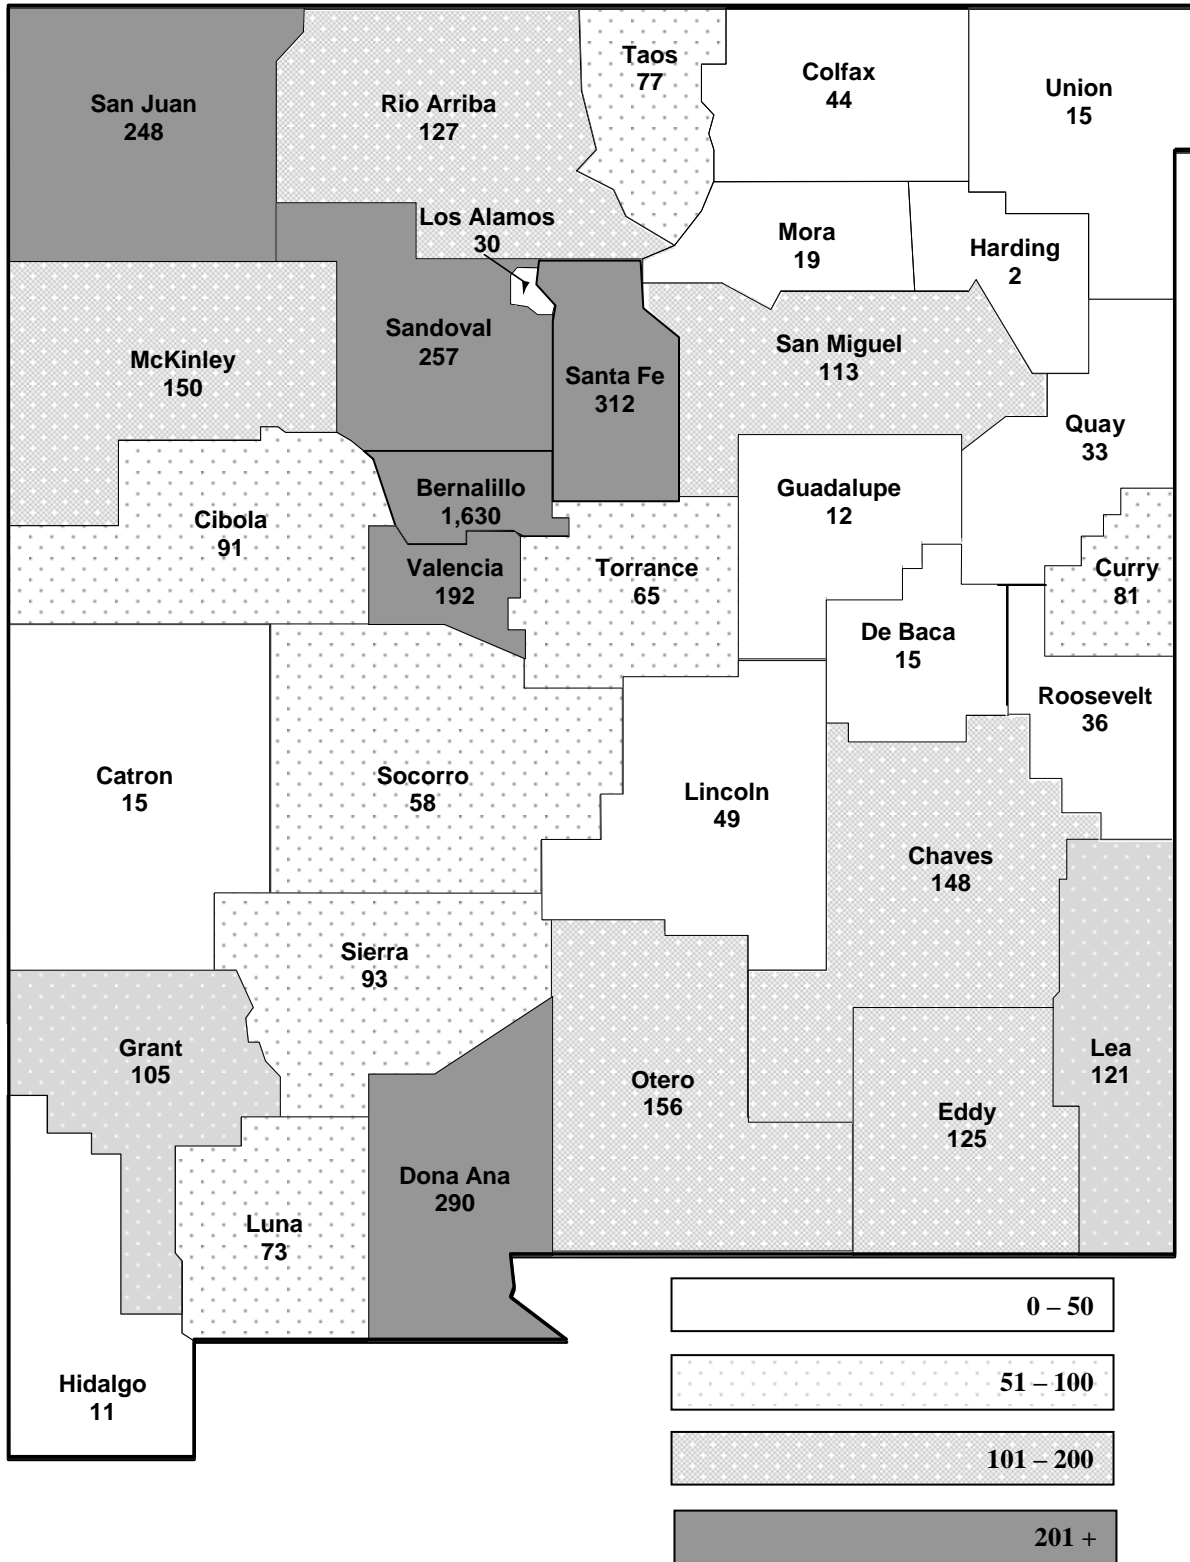 San Juan
248
Rio Arriba
127
Taos
77
Colfax
44
Union
15
Los Alamos
30
Mora
19
Harding
2
McKinley
150
Sandoval
257
Santa Fe
312
San Miguel
113
Quay
33
Cibola
91
Bernalillo
1,630
Guadalupe
12
Valencia
192
Torrance
65
Curry
81
De Baca
15
Roosevelt
36
Catron
15
Socorro
58
Lincoln
49
Chaves
148
Sierra
93
Grant
105
Otero
156
Lea
121
Eddy
125
Dona Ana
290
Luna
73
Hidalgo
11
0 – 50
51 – 100
101 – 200
201 +